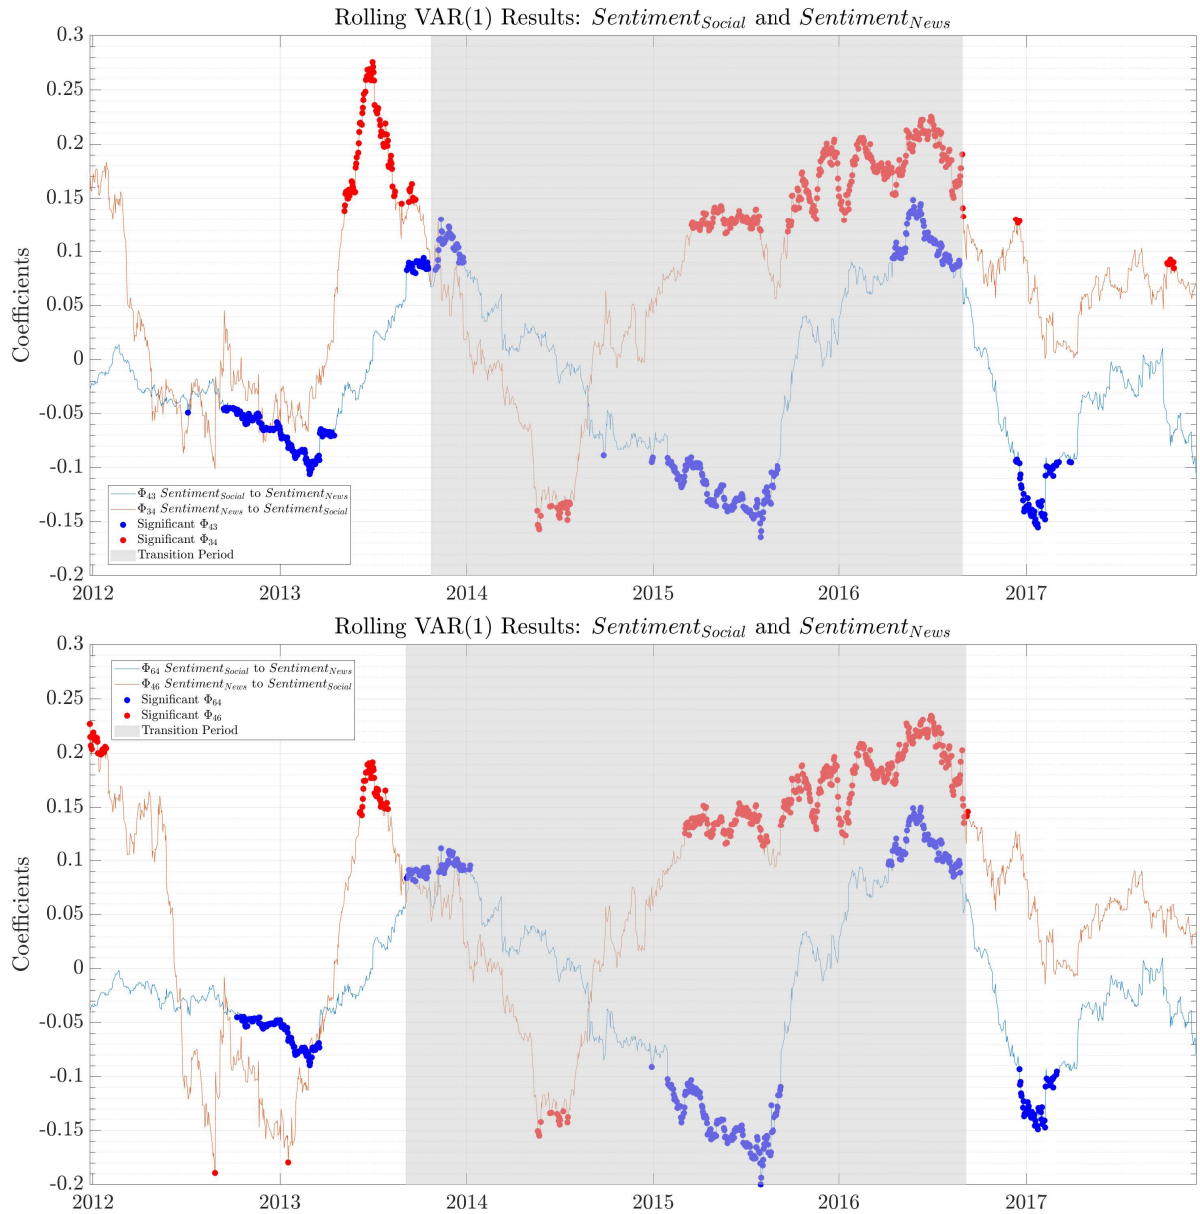 Rolling VAR(1) Results: Sentiment_Social and Sentiment_News
0.3
0.25
0.2
0.15
0.1
0.05
0
-0.05
-0.1
-0.15
-0.2
Coefficients
Φ43 Sentiment_Social to Sentiment_News
Φ34 Sentiment_News to Sentiment_Social
Significant Φ43
Significant Φ34
Transition Period
2012 2013 2014 2015 2016 2017
Rolling VAR(1) Results: Sentiment_Social and Sentiment_News
0.3
0.25
0.2
0.15
0.1
0.05
0
-0.05
-0.1
-0.15
-0.2
Coefficients
Φ64 Sentiment_Social to Sentiment_News
Φ46 Sentiment_News to Sentiment_Social
Significant Φ64
Significant Φ46
Transition Period
2012 2013 2014 2015 2016 2017